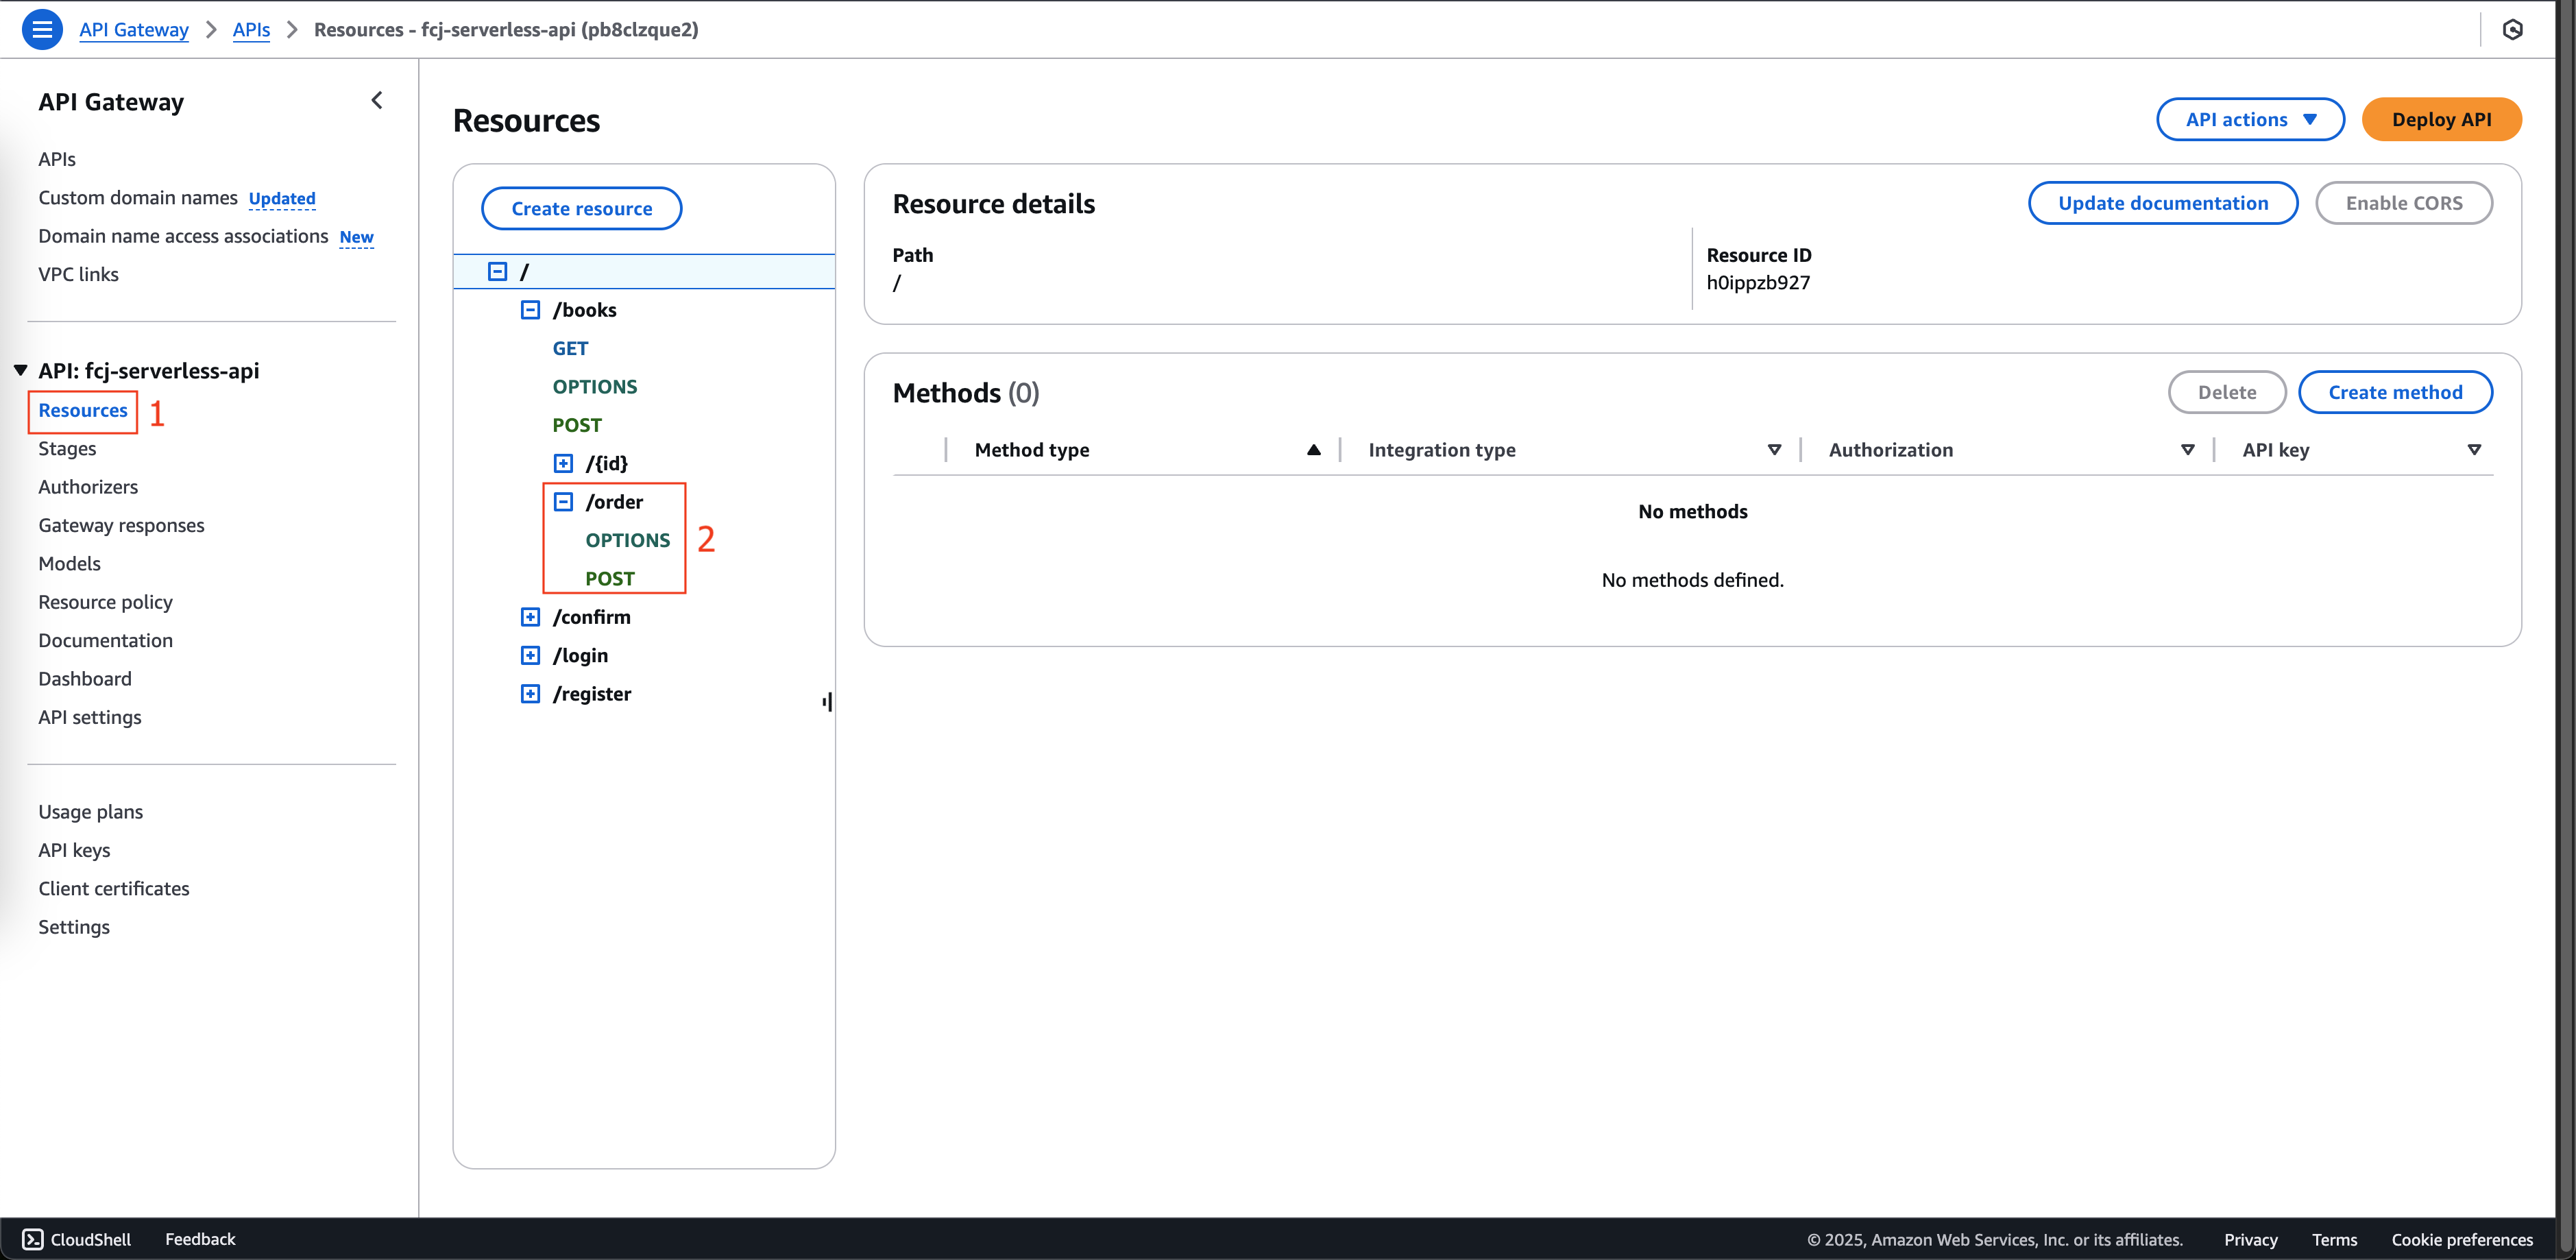 API Gateway > APIs > Resources - fcj-serverless-api (pb8clzque2)
API Gateway
APIs
Custom domain names Updated
Domain name access associations New
VPC links
API: fcj-serverless-api
Resources 1
Stages
Authorizers
Gateway responses
Models
Resource policy
Documentation
Dashboard
API settings
Usage plans
API keys
Client certificates
Settings
Resources
API actions
Deploy API
Create resource
/
/books
GET
OPTIONS
POST
/{id}
/order
OPTIONS
POST
2
/confirm
/login
/register
Resource details
Update documentation
Enable CORS
Path
/
Resource ID
h0ippzb927
Methods (0)
Delete
Create method
Method type Integration type Authorization API key
No methods
No methods defined.
CloudShell Feedback © 2025, Amazon Web Services, Inc. or its affiliates. Privacy Terms Cookie preferences